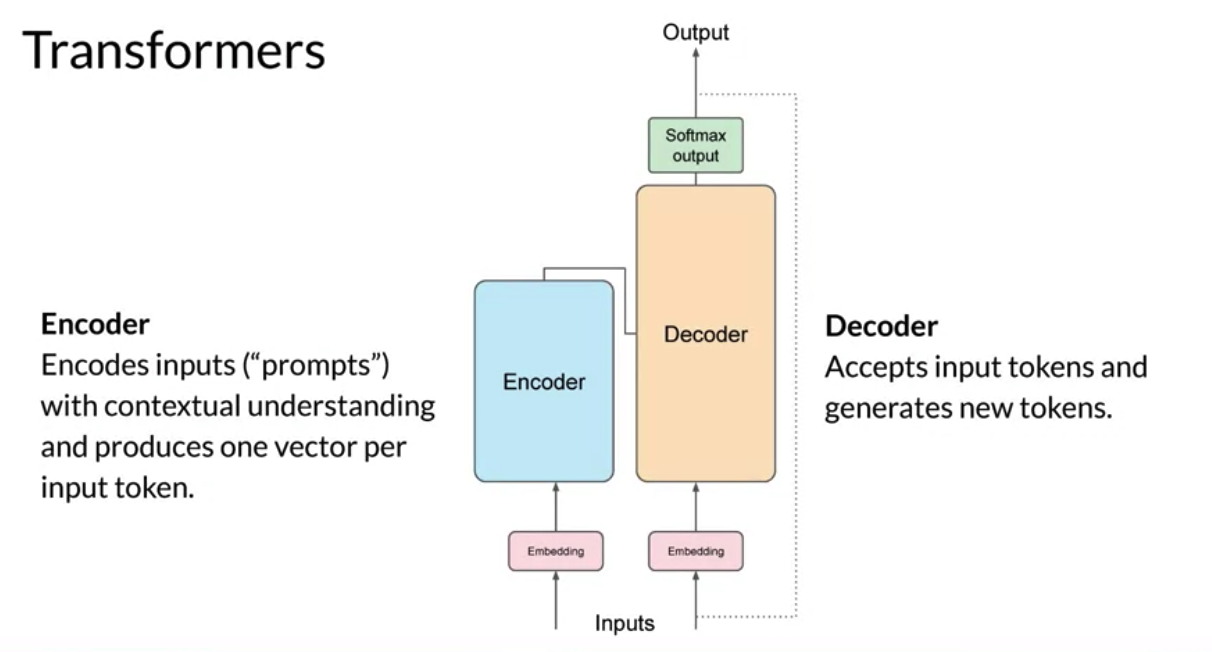 Transformers
Output
Softmax
output
Encoder
Encodes inputs (“prompts”)
with contextual understanding
and produces one vector per
input token.
Encoder
Decoder
Decoder
Accepts input tokens and
generates new tokens.
Embedding
Embedding
Inputs